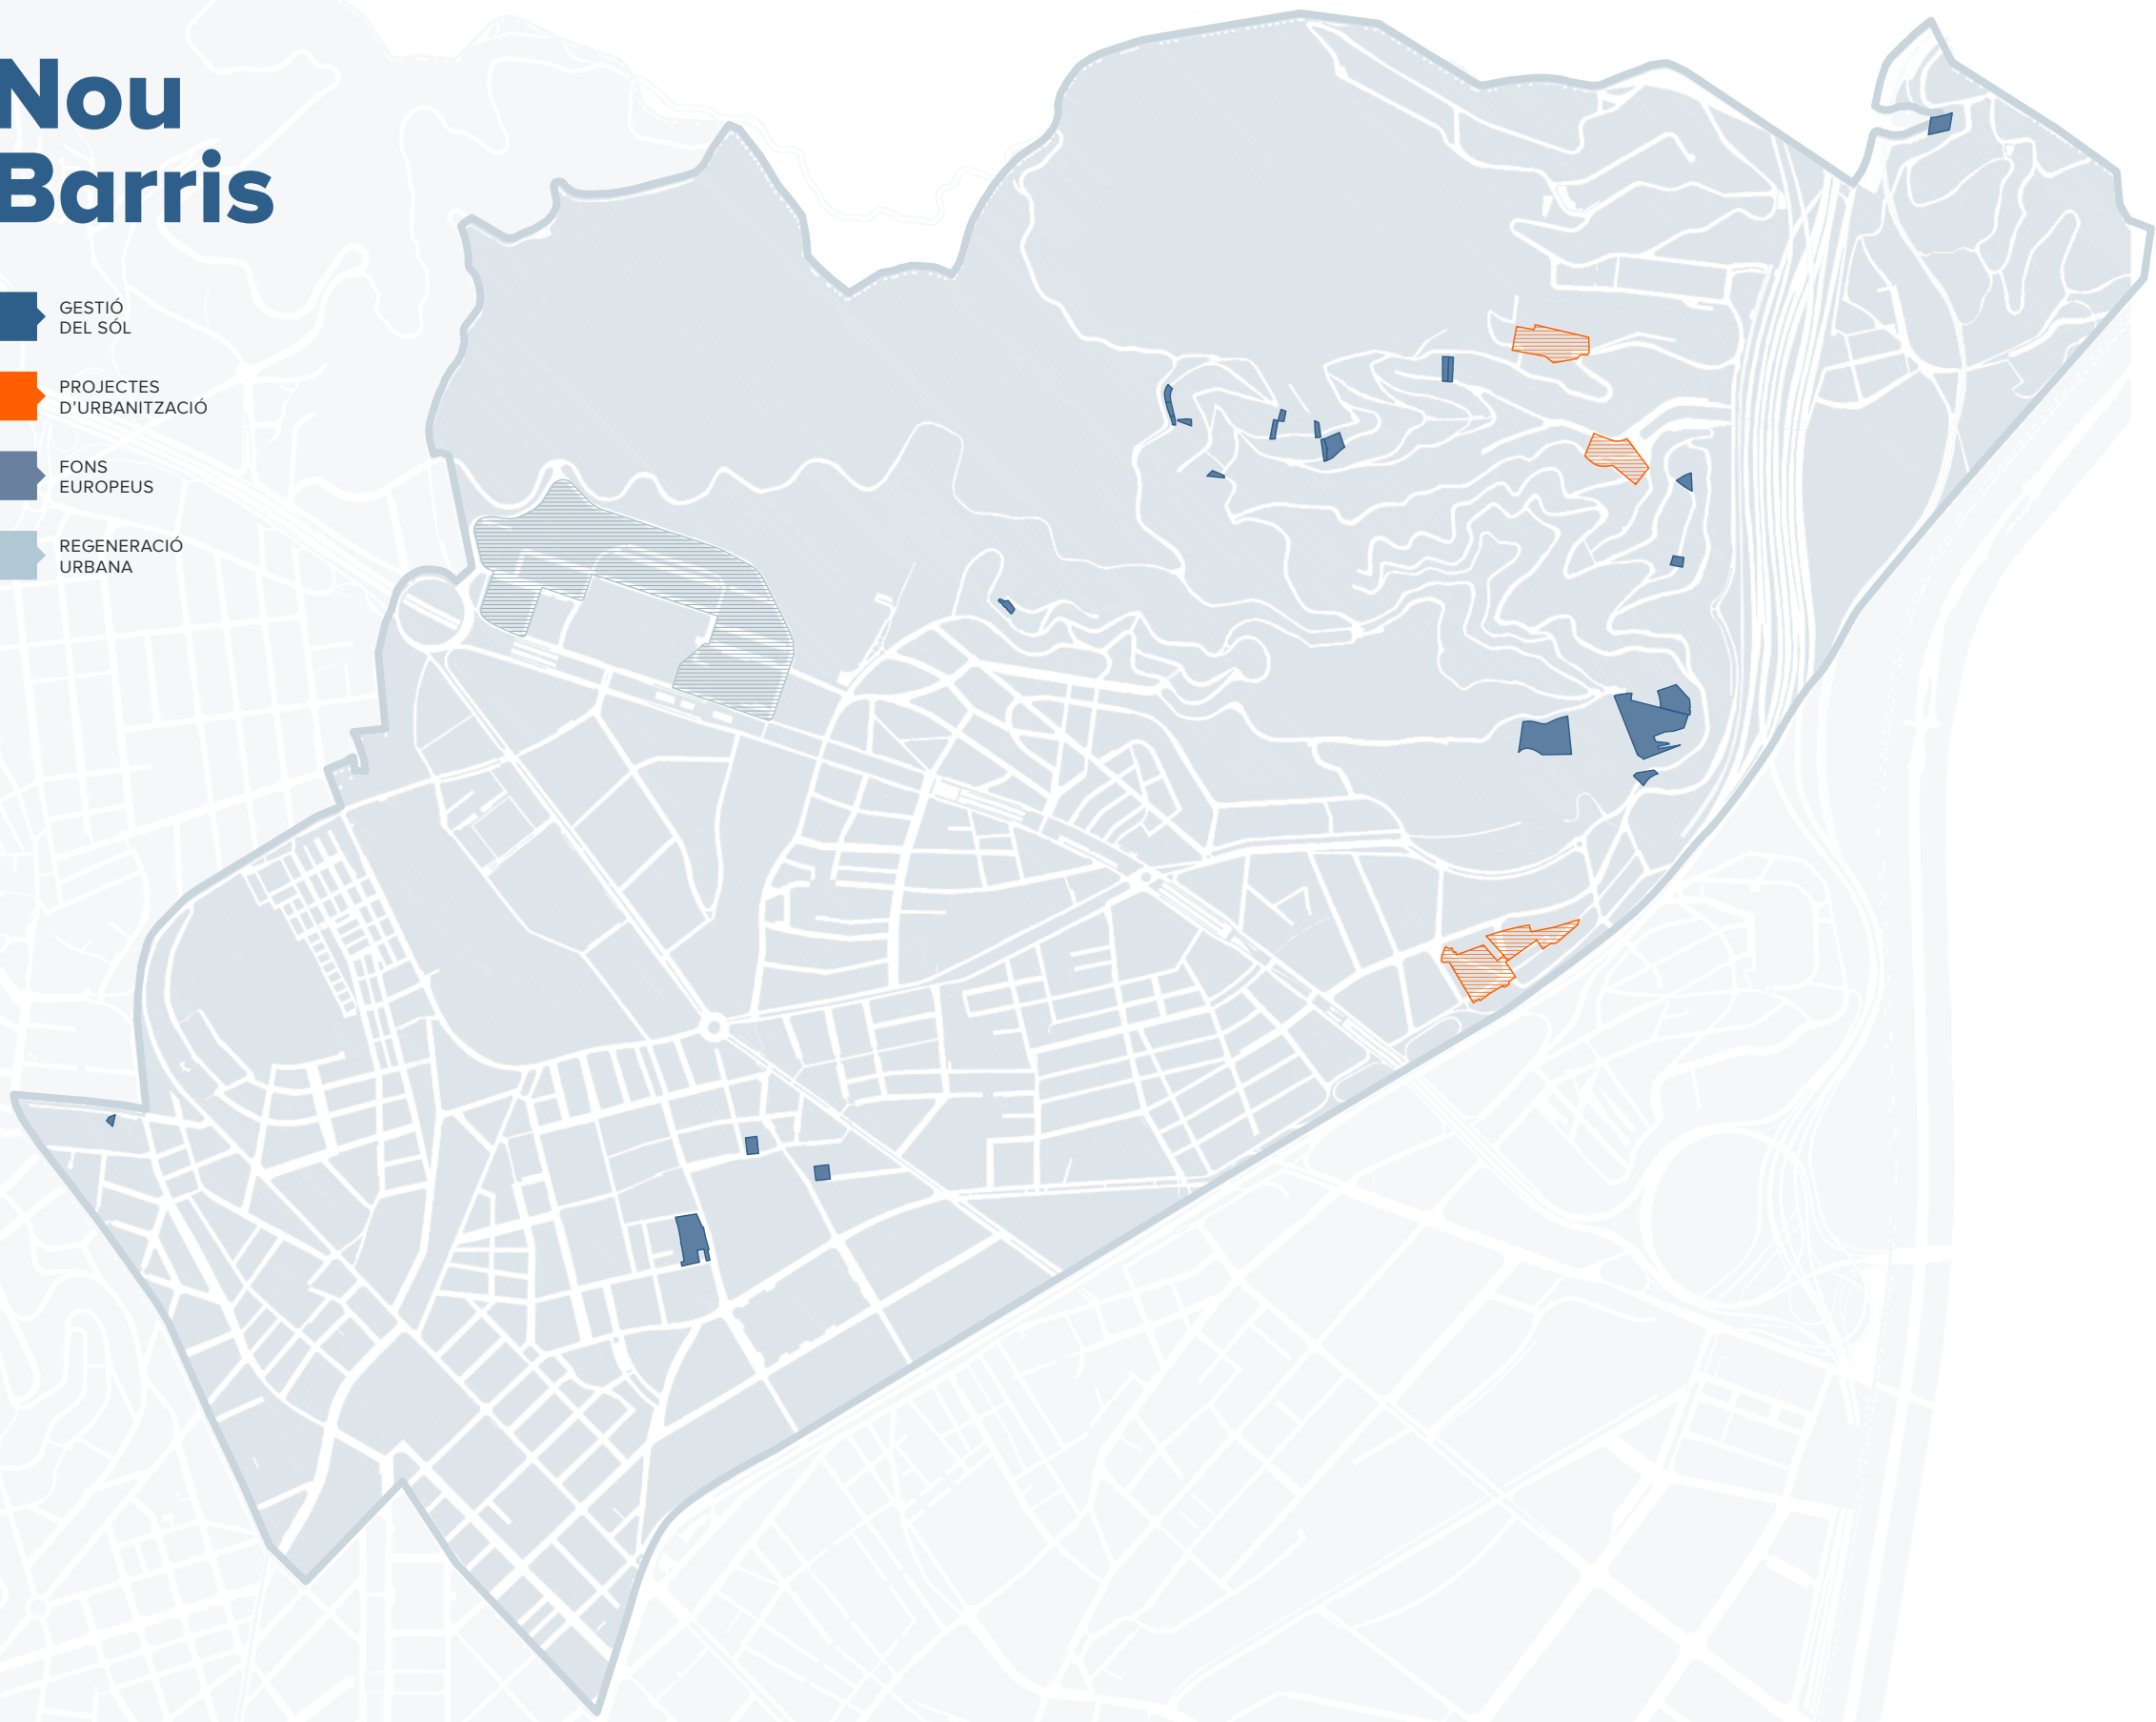 Nou
Barris
GESTIÓ
DEL SÓL
PROJECTES
D'URBANITZACIÓ
FONS
EUROPEUS
REGENERACIÓ
URBANA